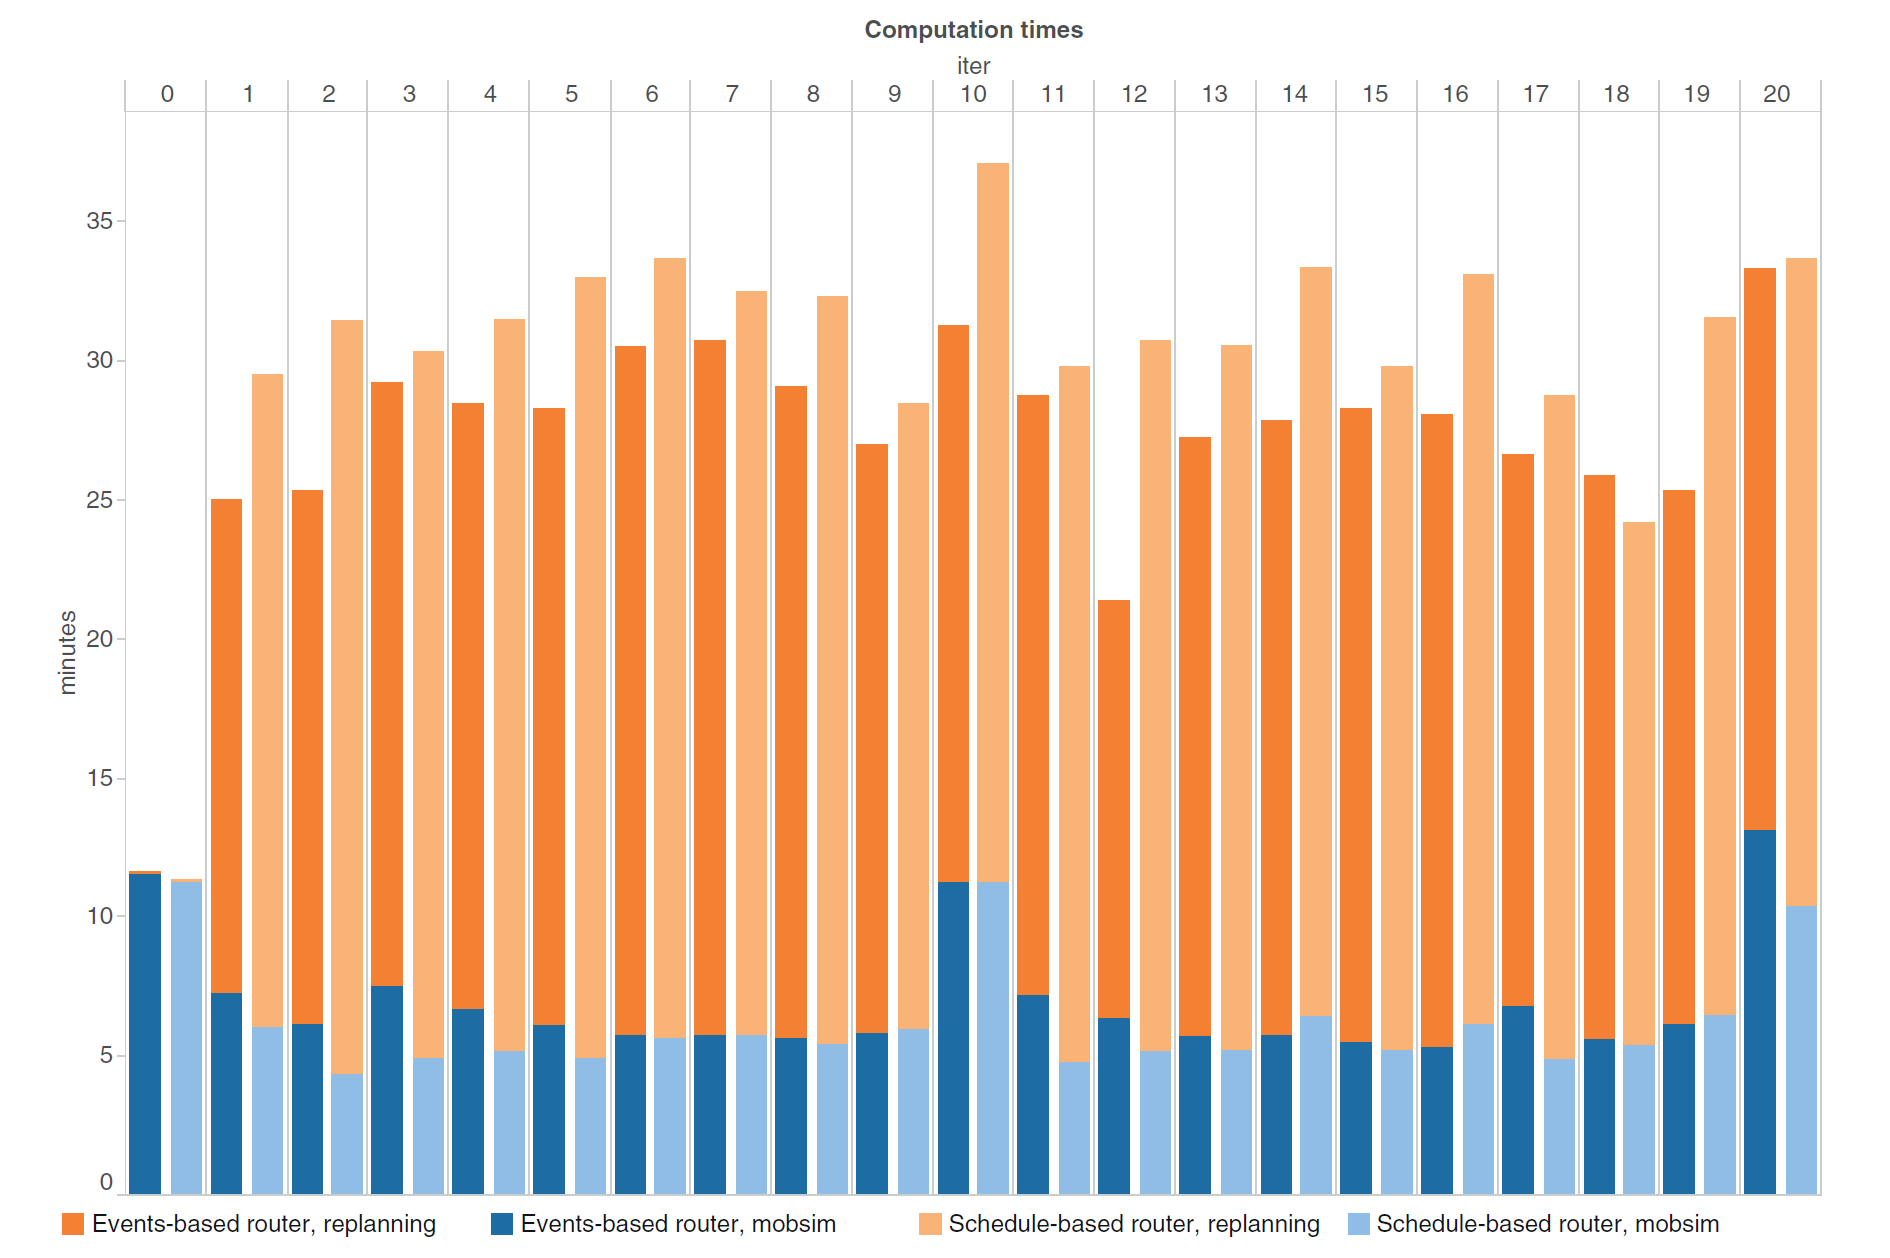 Computation times
iter
0 1 2 3 4 5 6 7 8 9 10 11 12 13 14 15 16 17 18 19 20
35
30
25
20
minutes
15
10
5
0
Events-based router, replanning Events-based router, mobsim Schedule-based router, replanning Schedule-based router, mobsim